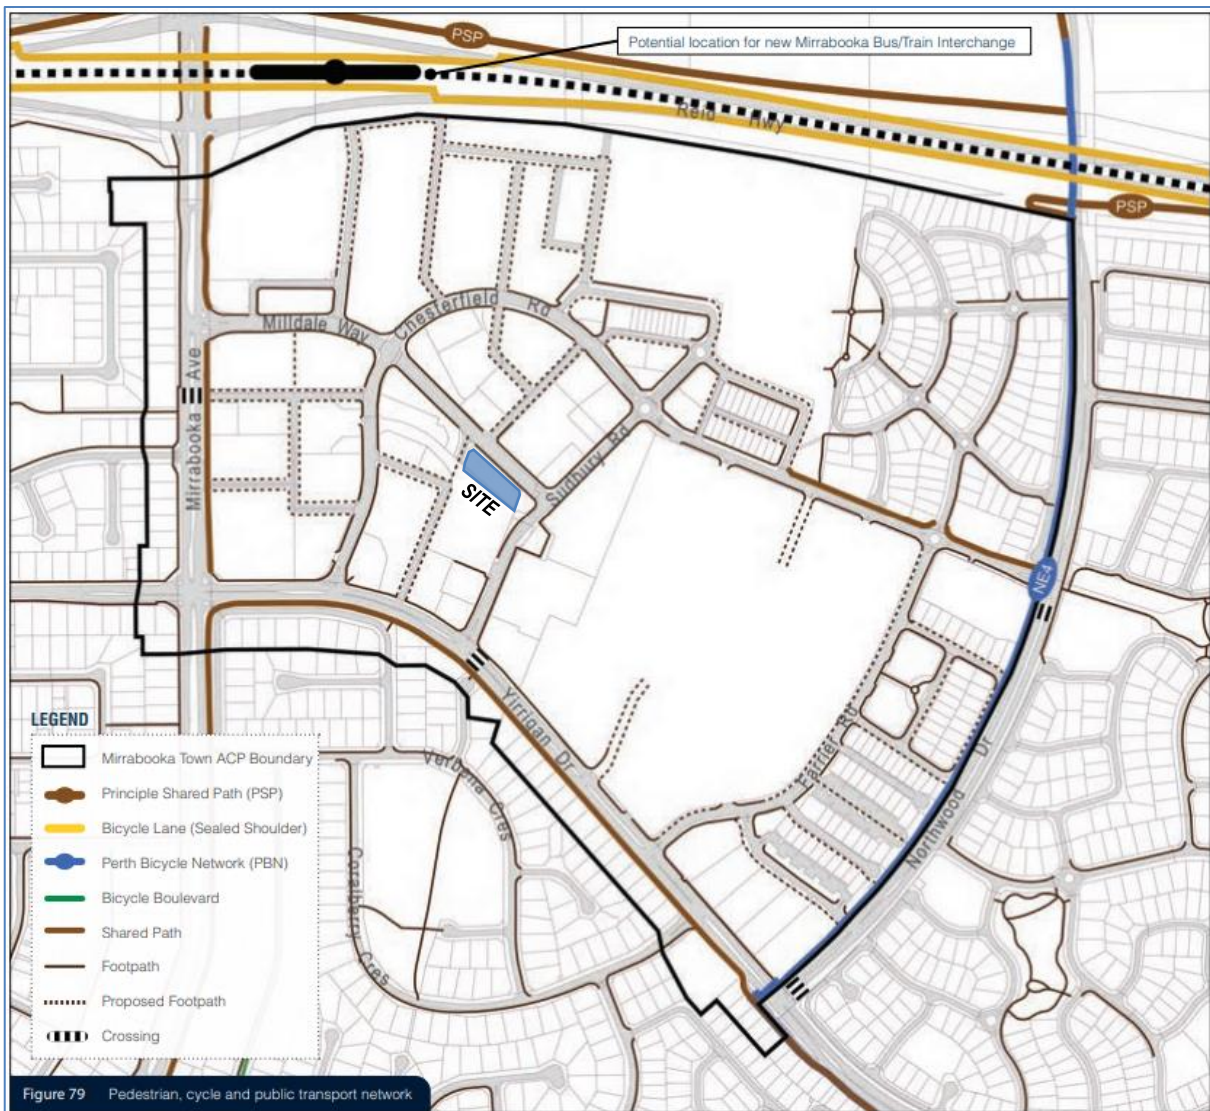 PSP
Potential location for new Mirrabooka Bus/Train Interchange
Reid Hwy
PSP
Chesterfield Rd
Milldale Way
Mirrabooka Ave
Sudbury Rd
SITE
NE4
Yirrigan Dr
Farrier Rd
Northwood Dr
Verbena Cres
Coralberry Cres
LEGEND
Mirrabooka Town ACP Boundary
Principle Shared Path (PSP)
Bicycle Lane (Sealed Shoulder)
Perth Bicycle Network (PBN)
Bicycle Boulevard
Shared Path
Footpath
Proposed Footpath
Crossing
Figure 79 Pedestrian, cycle and public transport network